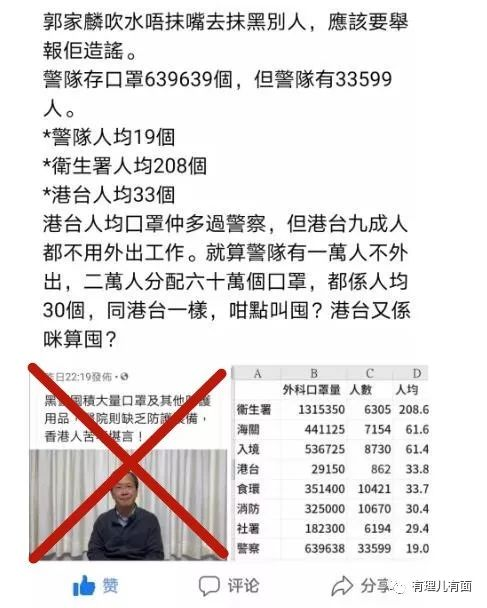 郭家麟吹水唔抹嘴去抹黑別人，應該要舉
報佢造謠。
警隊存口罩639639個，但警隊有33599
人。
*警隊人均19個
*衛生署人均208個
*港台人均33個
港台人均口罩仲多過警察，但港台九成人
都不用外出工作。就算警隊有一萬人不外
出，二萬人分配六十萬個口罩，都係人均
30個，同港台一樣，咁點叫囤？港台又係
咪算囤？
昨日22:19發佈
黑 囤積大量口罩及其他 護
用品， 院則缺乏防護裝備，
香港人苦 堪言！
A B C D
外科口罩量 人數 人均
衛生署 1315350 6305 208.6
海關 441125 7154 61.6
入境 536725 8730 61.4
港台 29150 862 33.8
食環 351400 10421 33.7
消防 325000 10670 30.4
社署 182300 6194 29.4
警察 639638 33599 19.0
赞
评论
分享
有理儿有面